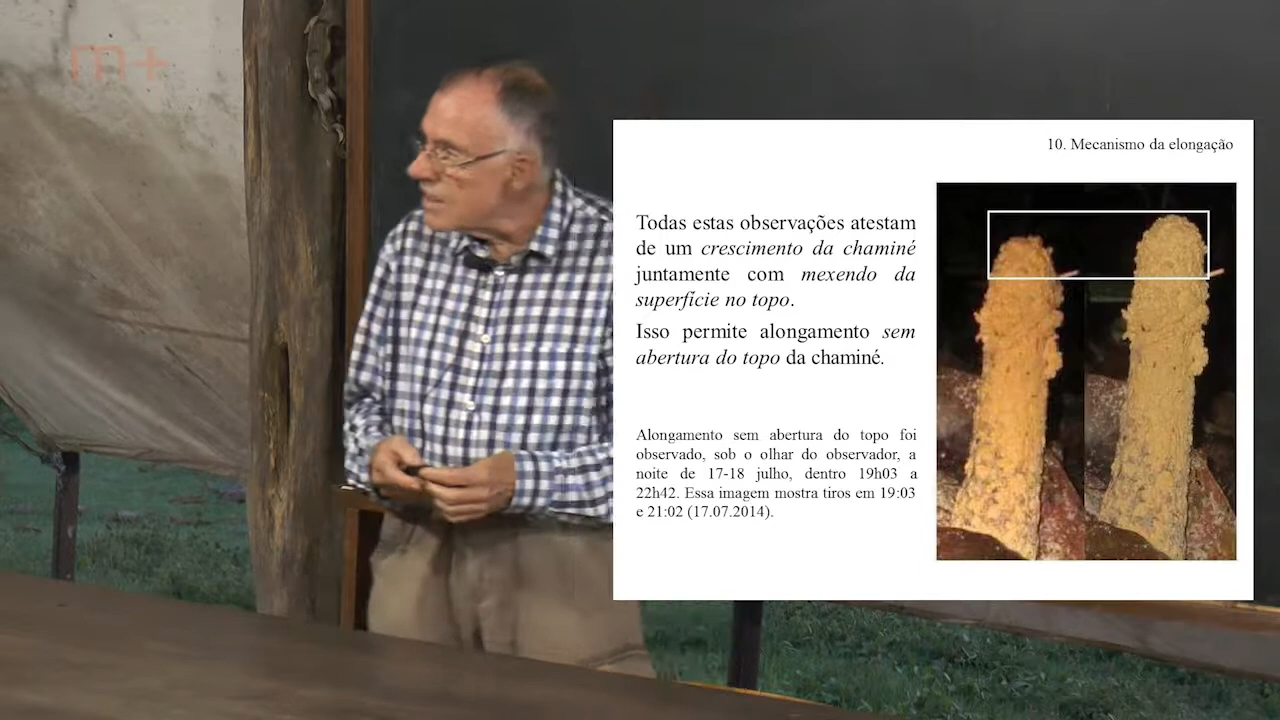 m+
10. Mecanismo da elongação
Todas estas observações atestam
de um crescimento da chaminé
juntamente com mexendo da
superfície no topo.
Isso permite alongamento sem
abertura do topo da chaminé.
Alongamento sem abertura do topo foi
observado, sob o olhar do observador, a
noite de 17-18 julho, dentro 19h03 a
22h42. Essa imagem mostra tiros em 19:03
e 21:02 (17.07.2014).